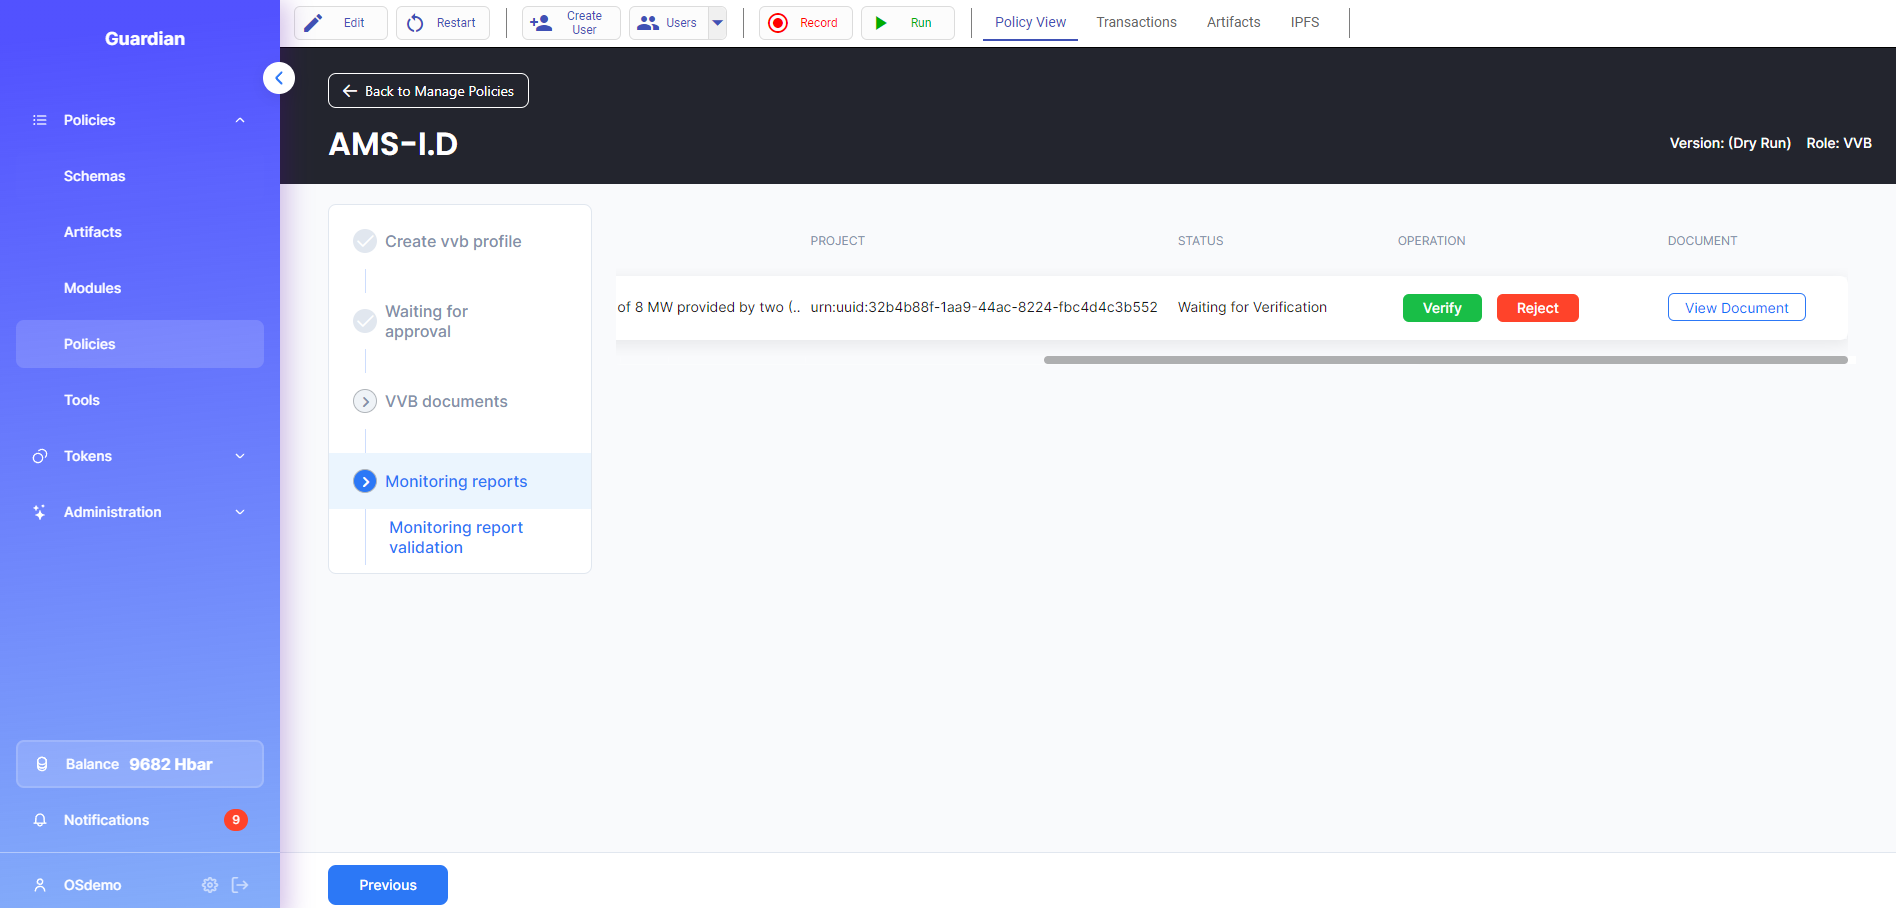 Guardian
Policies
Schemas
Artifacts
Modules
Policies
Tools
Tokens
Administration
Balance 9682 Hbar
Notifications 9
OSdemo
Edit
Restart
Create
User
Users
Record
Run
Policy View
Transactions
Artifacts
IPFS
Back to Manage Policies
AMS-I.D
Version: (Dry Run) Role: VVB
Create vvb profile
Waiting for
approval
VVB documents
Monitoring reports
Monitoring report
validation
PROJECT STATUS OPERATION DOCUMENT
of 8 MW provided by two (.. urn:uuid:32b4b88f-1aa9-44ac-8224-fbc4d4c3b552 Waiting for Verification Verify Reject View Document
Previous